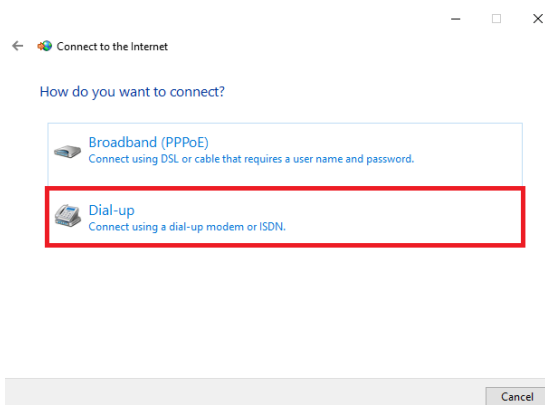 Connect to the Internet
How do you want to connect?
Broadband (PPPoE)
Connect using DSL or cable that requires a user name and password.
Dial-up
Connect using a dial-up modem or ISDN.
Cancel